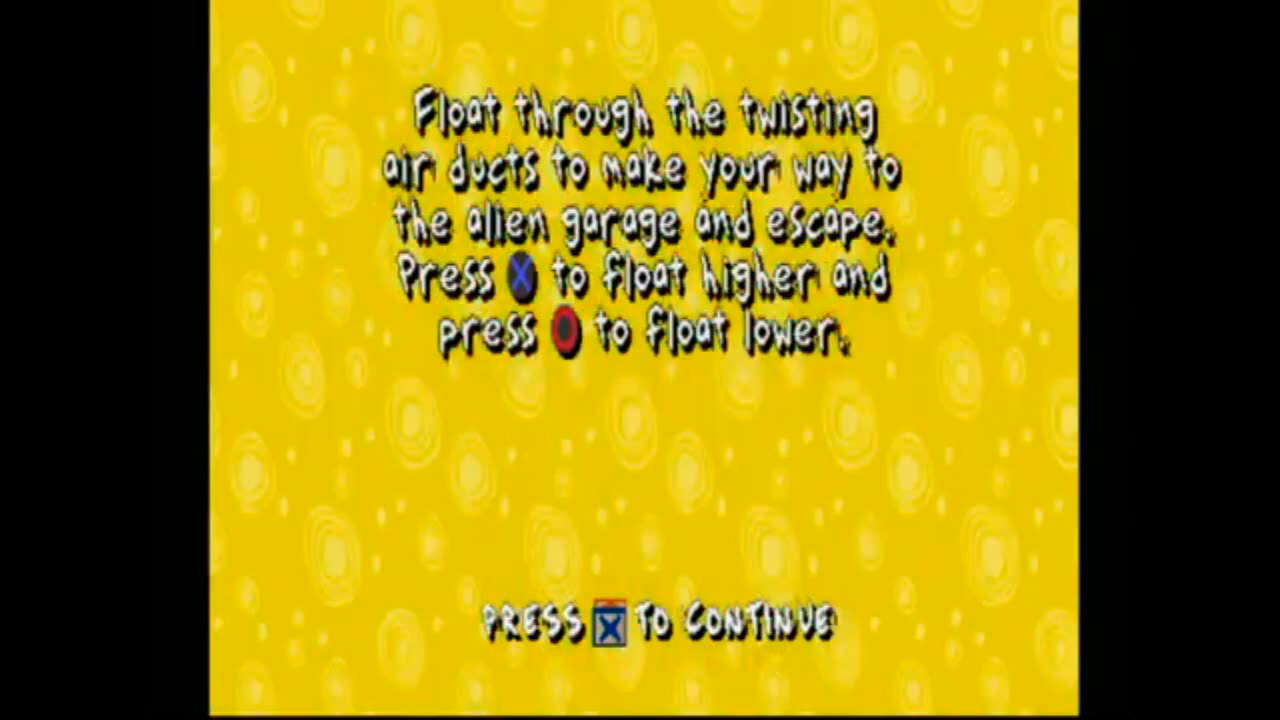 Float through the twisting
air ducts to make your way to
the alien garage and escape.
Press X to float higher and
press O to float lower.
PRESS X TO CONTINUE